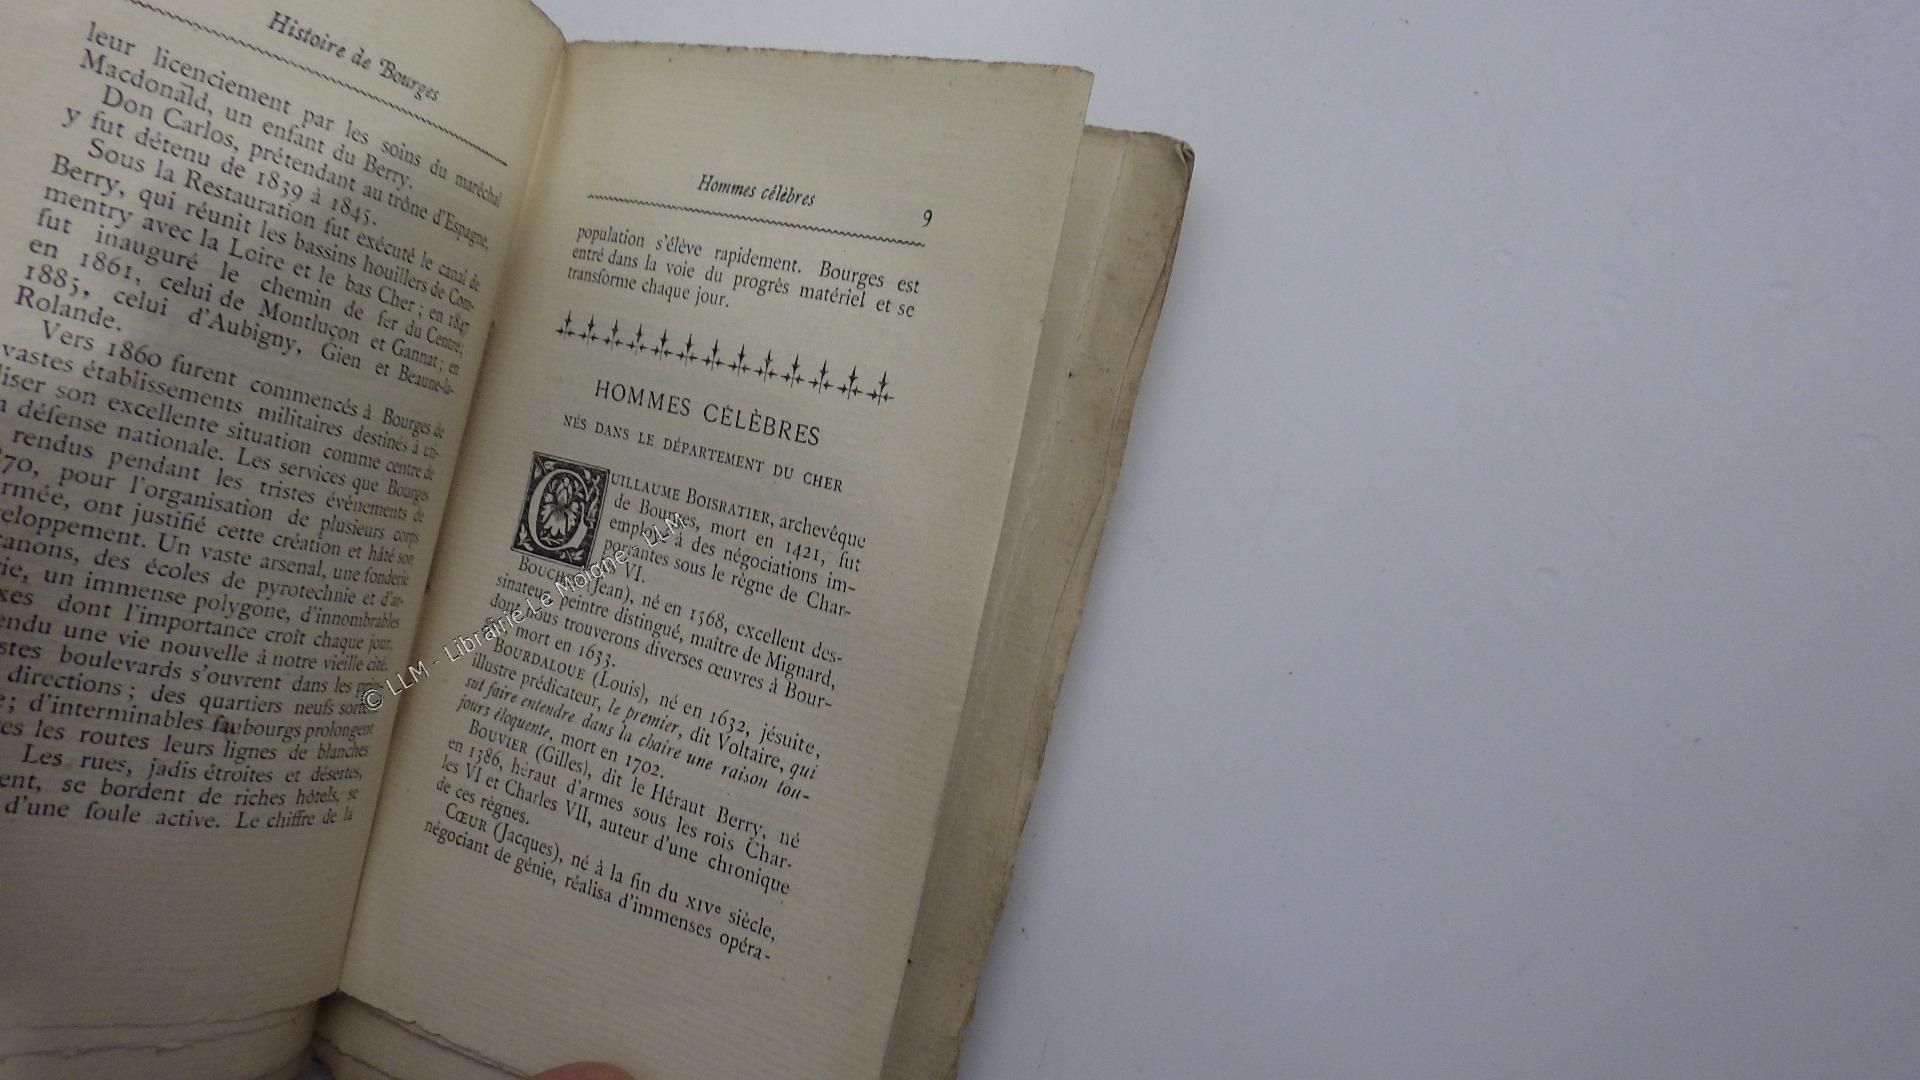 Histoire de Bourges
leur licenciement par les soins du maréchal
Macdonald, un enfant du Berry.
Don Carlos, prétendant au trône d'Espagne,
y fut détenu de 1839 à 1845.
Sous la Restauration fut exécuté le canal de
Berry, qui réunit les bassins houillers de Com-
mentry avec la Loire et le bas Cher; en 1847
fut inauguré le chemin de fer du Centre;
en 1861, celui de Montluçon et Gannat; en
1885, celui d'Aubigny, Gien et Beaune-la-
Rolande.
Vers 1860 furent commencés à Bourges de
vastes établissements militaires destinés à uti-
liser son excellente situation comme centre de
défense nationale. Les services que Bourges
rendus pendant les tristes évènements de
70, pour l'organisation de plusieurs corps
rmée, ont justifié cette création et hâté son
eloppement. Un vaste arsenal, une fonderie
canons, des écoles de pyrotechnie et d'ar-
ie, un immense polygone, d'innombrables
xes dont l'importance croît chaque jour,
endu une vie nouvelle à notre vieille cité.
stes boulevards s'ouvrent dans les
directions; des quartiers neufs
; d'interminables faubourgs prolongent
es les routes leurs lignes de blanches
Les rues, jadis étroites et désertes,
ent, se bordent de riches hôtels, se
d'une foule active. Le chiffre de la
Hommes célèbres
9
population s'élève rapidement. Bourges est
entré dans la voie du progrès matériel et se
transforme chaque jour.
HOMMES CÉLÈBRES
NÉS DANS LE DÉPARTEMENT DU CHER
GUILLAUME BOISRATIER, archevêque
de Bourges, mort en 1421, fut
employé à des négociations im-
portantes sous le règne de Char-
VI.
BOUCHER (Jean), né en 1568, excellent des-
sinateur, peintre distingué, maître de Mignard,
dont nous trouverons diverses œuvres à Bour-
mort en 1633.
BOURDALOUE (Louis), né en 1632, jésuite,
illustre prédicateur, le premier, dit Voltaire, qui
sut faire entendre dans la chaire une raison tou-
jours éloquente, mort en 1702.
BOUVIER (Gilles), dit le Héraut Berry, né
en 1386, héraut d'armes sous les rois Char-
les VI et Charles VII, auteur d'une chronique
de ces règnes.
CŒUR (Jacques), né à la fin du XIVe siècle,
négociant de génie, réalisa d'immenses opéra-
© LLM - Librairie Le Moigne - LLM